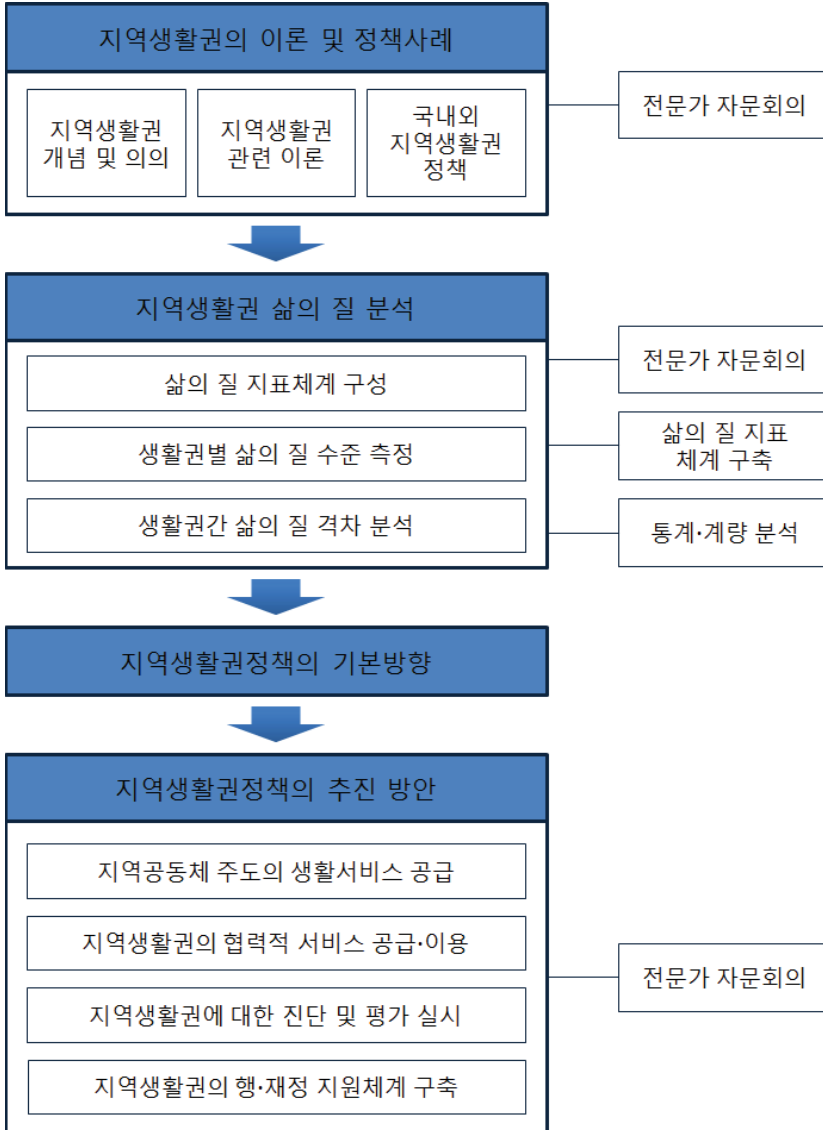 지역생활권의 이론 및 정책사례
지역생활권
개념 및 의의
지역생활권
관련 이론
국내외
지역생활권
정책
전문가 자문회의
지역생활권 삶의 질 분석
삶의 질 지표체계 구성
생활권별 삶의 질 수준 측정
생활권간 삶의 질 격차 분석
전문가 자문회의
삶의 질 지표
체계 구축
통계·계량 분석
지역생활권정책의 기본방향
지역생활권정책의 추진 방안
지역공동체 주도의 생활서비스 공급
지역생활권의 협력적 서비스 공급·이용
지역생활권에 대한 진단 및 평가 실시
지역생활권의 행·재정 지원체계 구축
전문가 자문회의